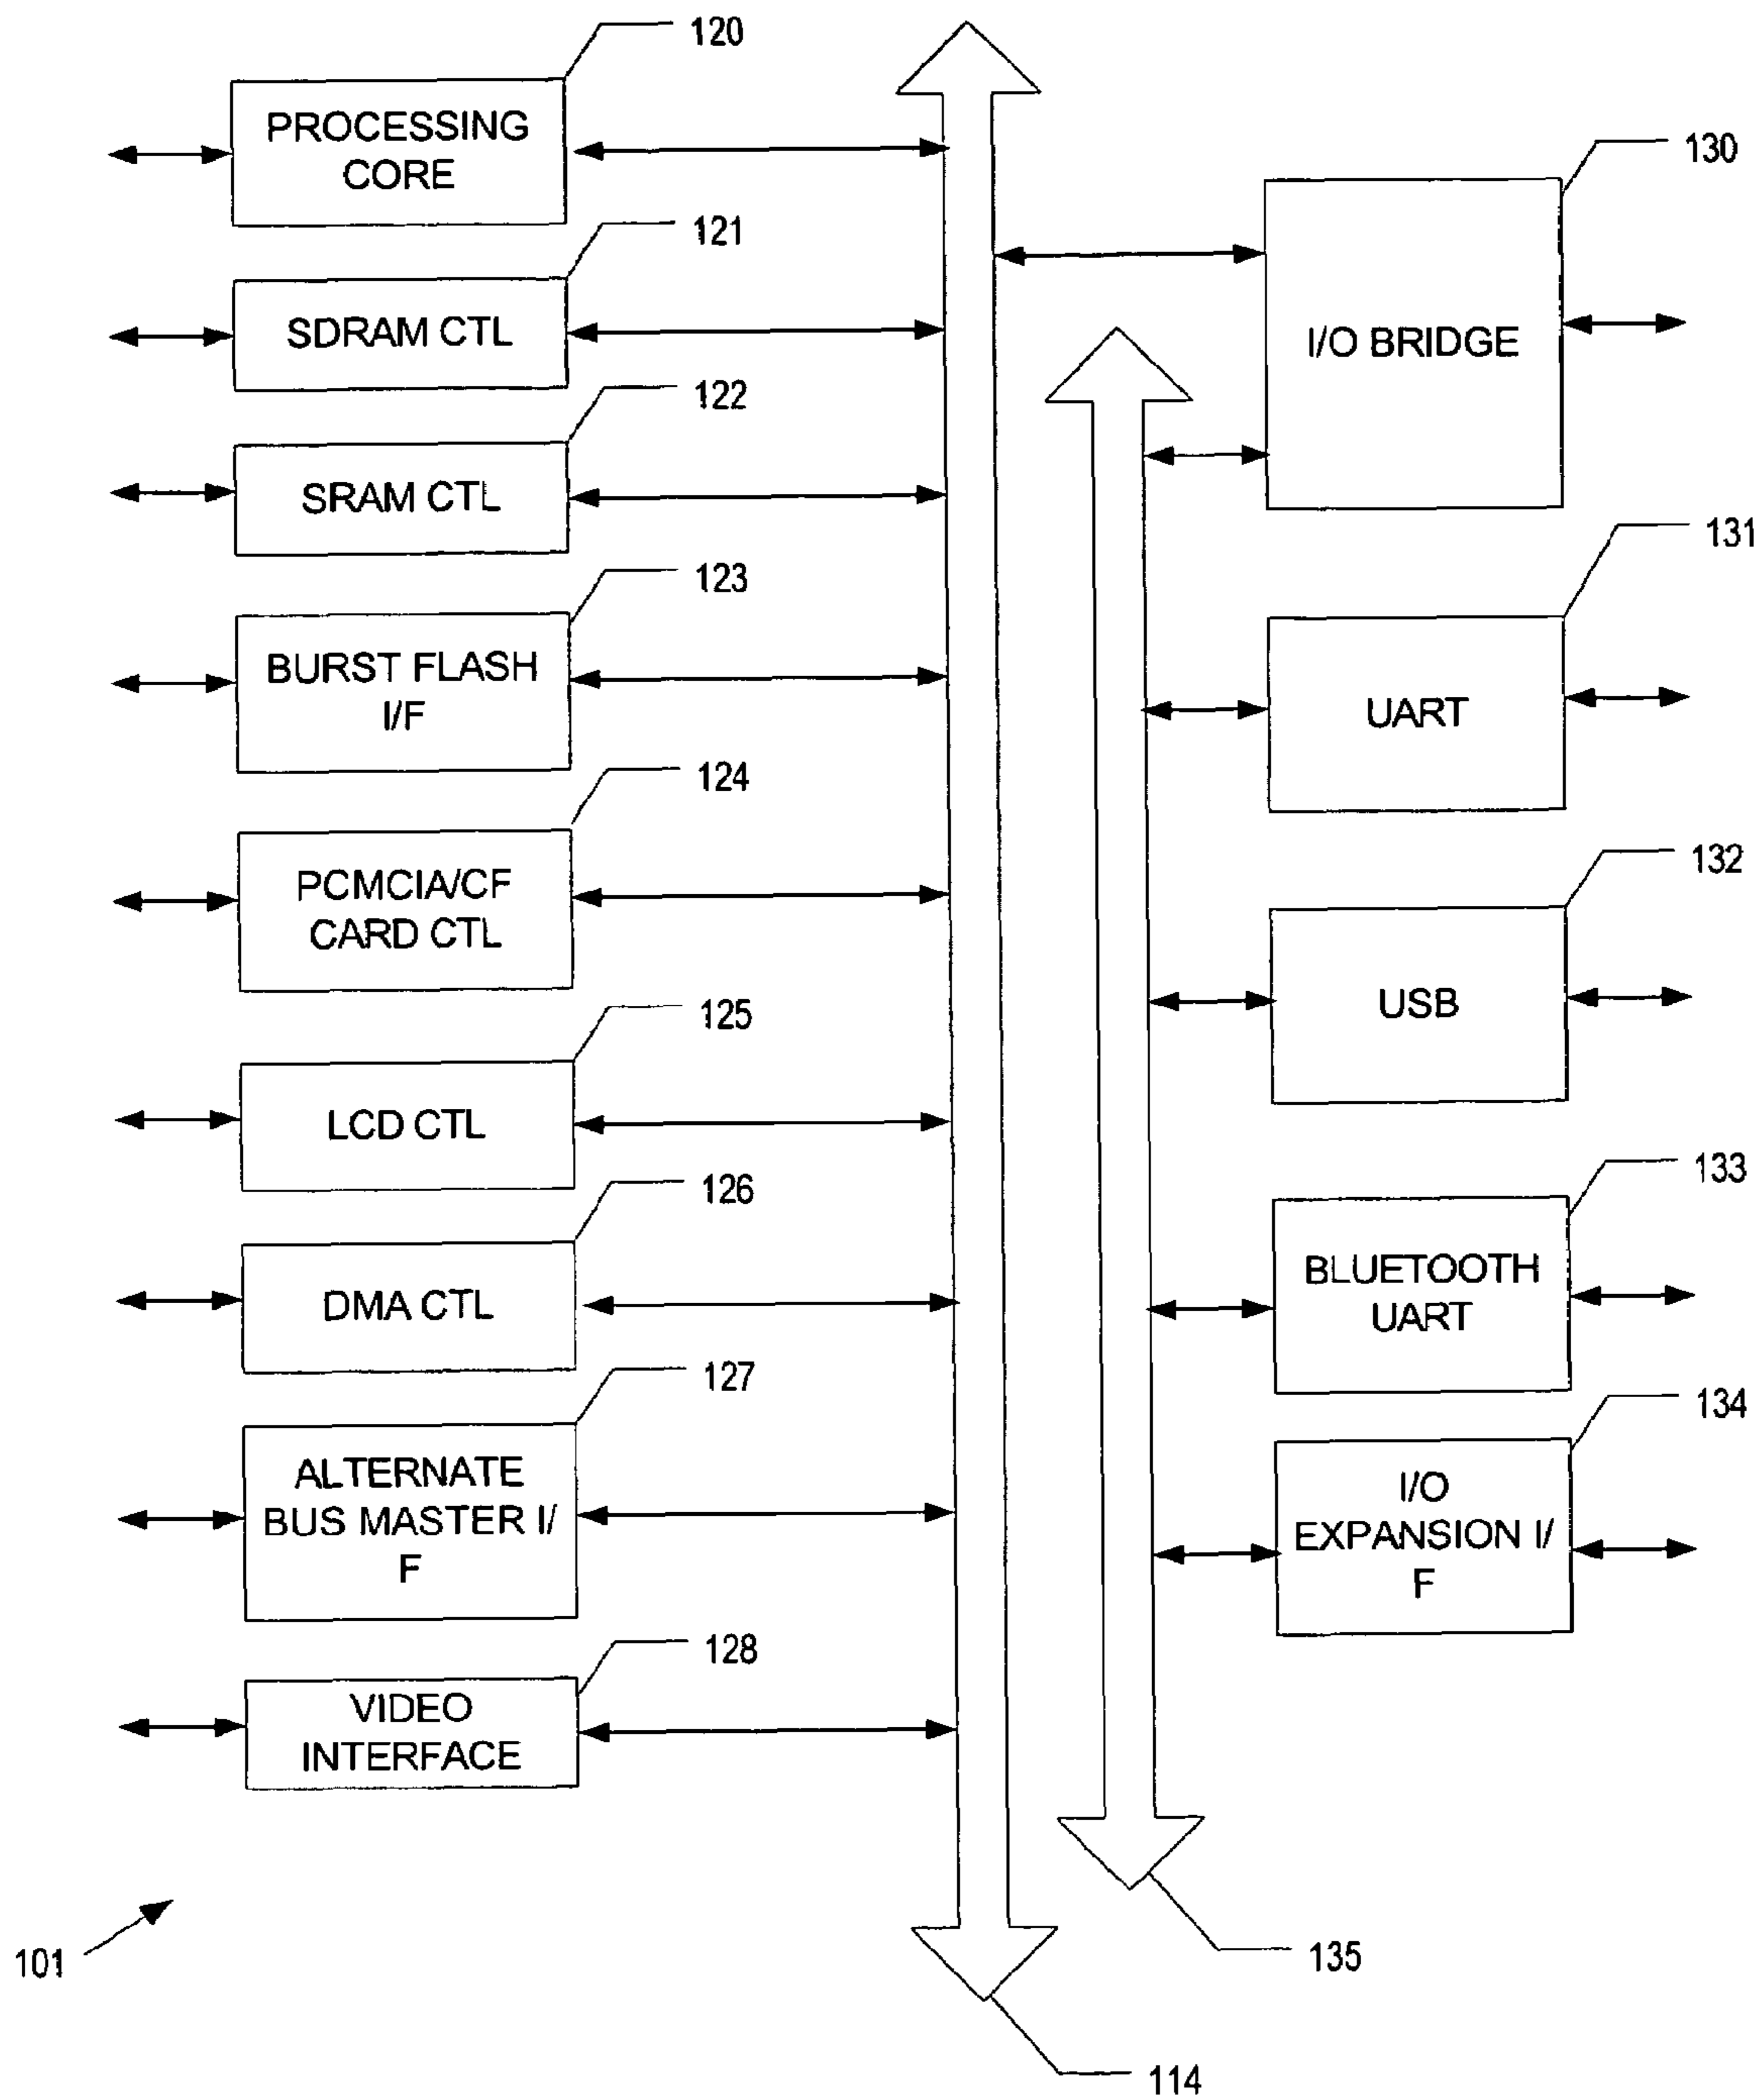 120
PROCESSING
CORE
121
SDRAM CTL
122
SRAM CTL
123
BURST FLASH
I/F
124
PCMCIA/CF
CARD CTL
125
LCD CTL
126
DMA CTL
127
ALTERNATE
BUS MASTER I/
F
128
VIDEO
INTERFACE
130
I/O BRIDGE
131
UART
132
USB
133
BLUETOOTH
UART
134
I/O
EXPANSION I/
F
101
135
114